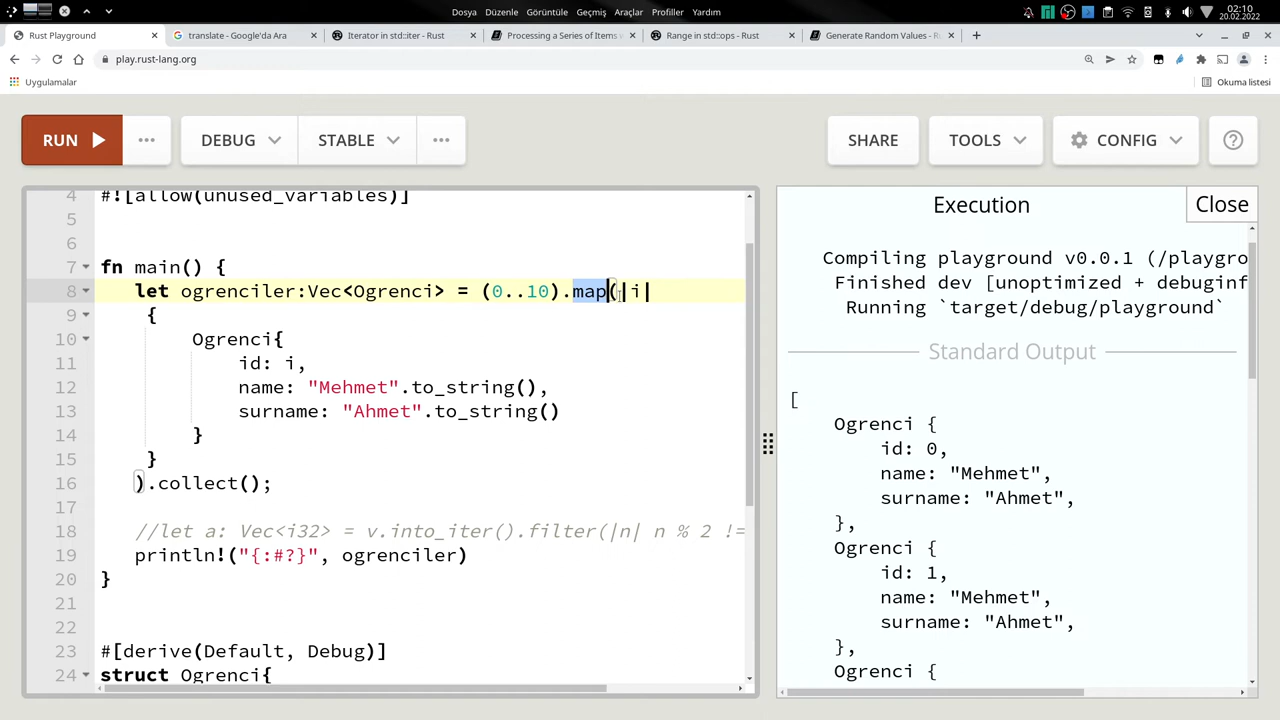 Dosya Düzenle Görüntüle Geçmiş Araçlar Profiller Yardım
02:10
20.02.2022
Rust Playground
translate - Google'da Ara
Iterator in std::iter - Rust
Processing a Series of Items w
Range in std::ops - Rust
Generate Random Values - R
play.rust-lang.org
Uygulamalar
Okuma listesi
RUN
DEBUG
STABLE
SHARE
TOOLS
CONFIG
4 #![allow(unused_variables)]
5
6
7 fn main() {
8 let ogrenciler:Vec<Ogrenci> = (0..10).map(|i|
9 {
10 Ogrenci{
11 id: i,
12 name: "Mehmet".to_string(),
13 surname: "Ahmet".to_string()
14 }
15 }
16 ).collect();
17
18 //let a: Vec<i32> = v.into_iter().filter(|n| n % 2 !=
19 println!("{:#?}", ogrenciler)
20 }
21
22
23 #[derive(Default, Debug)]
24 struct Ogrenci{
Execution
Close
Compiling playground v0.0.1 (/playgro
Finished dev [unoptimized + debuginf
Running `target/debug/playground`
Standard Output
[
Ogrenci {
id: 0,
name: "Mehmet",
surname: "Ahmet",
},
Ogrenci {
id: 1,
name: "Mehmet",
surname: "Ahmet",
},
Ogrenci {